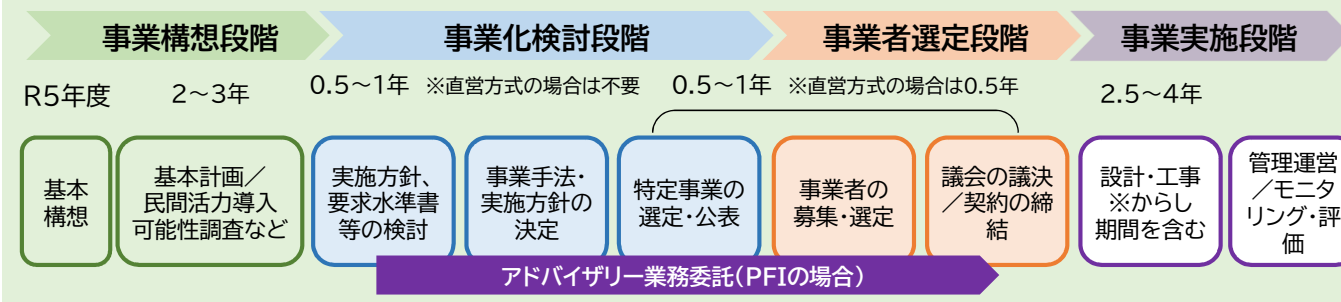 事業構想段階
事業化検討段階
事業者選定段階
事業実施段階
R5年度
2～3年
0.5～1年 ※直営方式の場合は不要
0.5～1年 ※直営方式の場合は0.5年
2.5～4年
基本
構想
基本計画／
民間活力導入
可能性調査など
実施方針、
要求水準書
等の検討
事業手法・
実施方針の
決定
特定事業の
選定・公表
事業者の
募集・選定
議会の議決
／契約の締
結
設計・工事
※からし
期間を含む
管理運営
／モニタ
リング・評
価
アドバイザリー業務委託(PFIの場合)